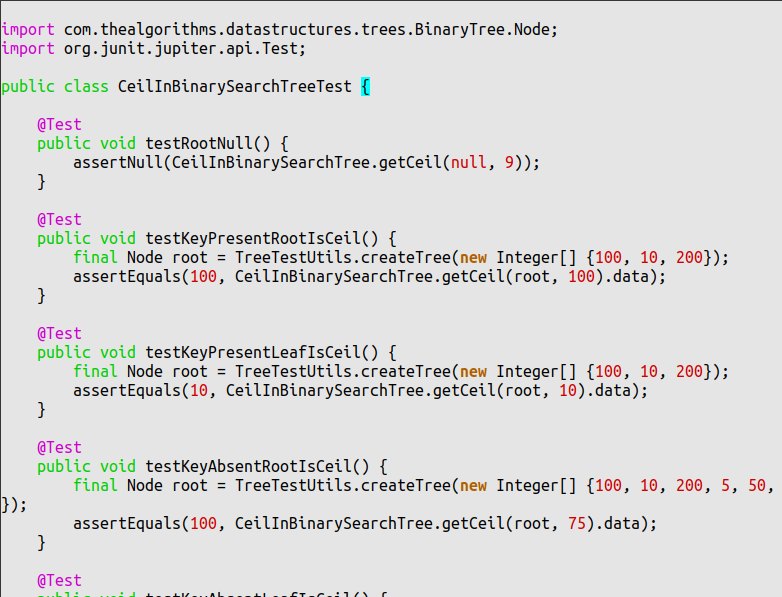 import com.thealgorithms.datastructures.trees.BinaryTree.Node;
import org.junit.jupiter.api.Test;

public class CeilInBinarySearchTreeTest {

    @Test
    public void testRootNull() {
        assertNull(CeilInBinarySearchTree.getCeil(null, 9));
    }

    @Test
    public void testKeyPresentRootIsCeil() {
        final Node root = TreeTestUtils.createTree(new Integer[] {100, 10, 200});
        assertEquals(100, CeilInBinarySearchTree.getCeil(root, 100).data);
    }

    @Test
    public void testKeyPresentLeafIsCeil() {
        final Node root = TreeTestUtils.createTree(new Integer[] {100, 10, 200});
        assertEquals(10, CeilInBinarySearchTree.getCeil(root, 10).data);
    }

    @Test
    public void testKeyAbsentRootIsCeil() {
        final Node root = TreeTestUtils.createTree(new Integer[] {100, 10, 200, 5, 50,
});
        assertEquals(100, CeilInBinarySearchTree.getCeil(root, 75).data);
    }

    @Test
    public void testKeyAbsentLeafIsCeil() {